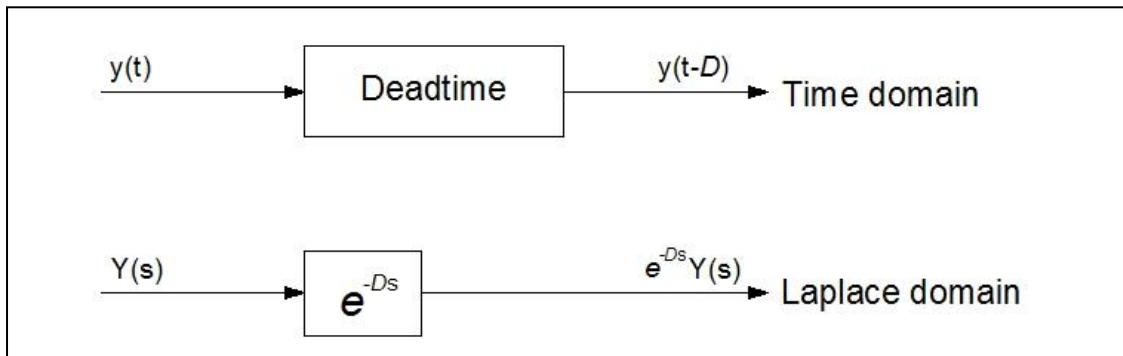 y(t) Deadtime y(t-D) Time domain
Y(s) e^-Ds e^-Ds Y(s) Laplace domain